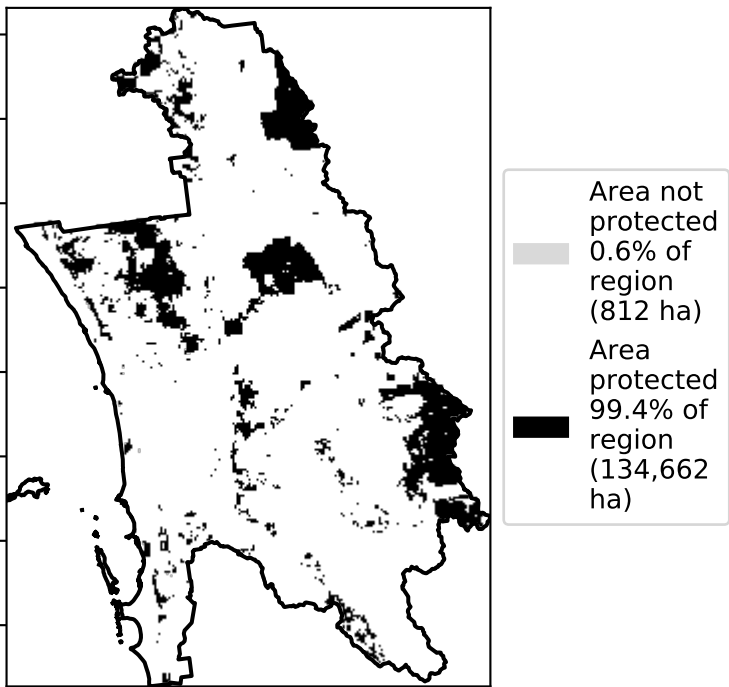 Area not
protected
0.6% of
region
(812 ha)
Area
protected
99.4% of
region
(134,662
ha)